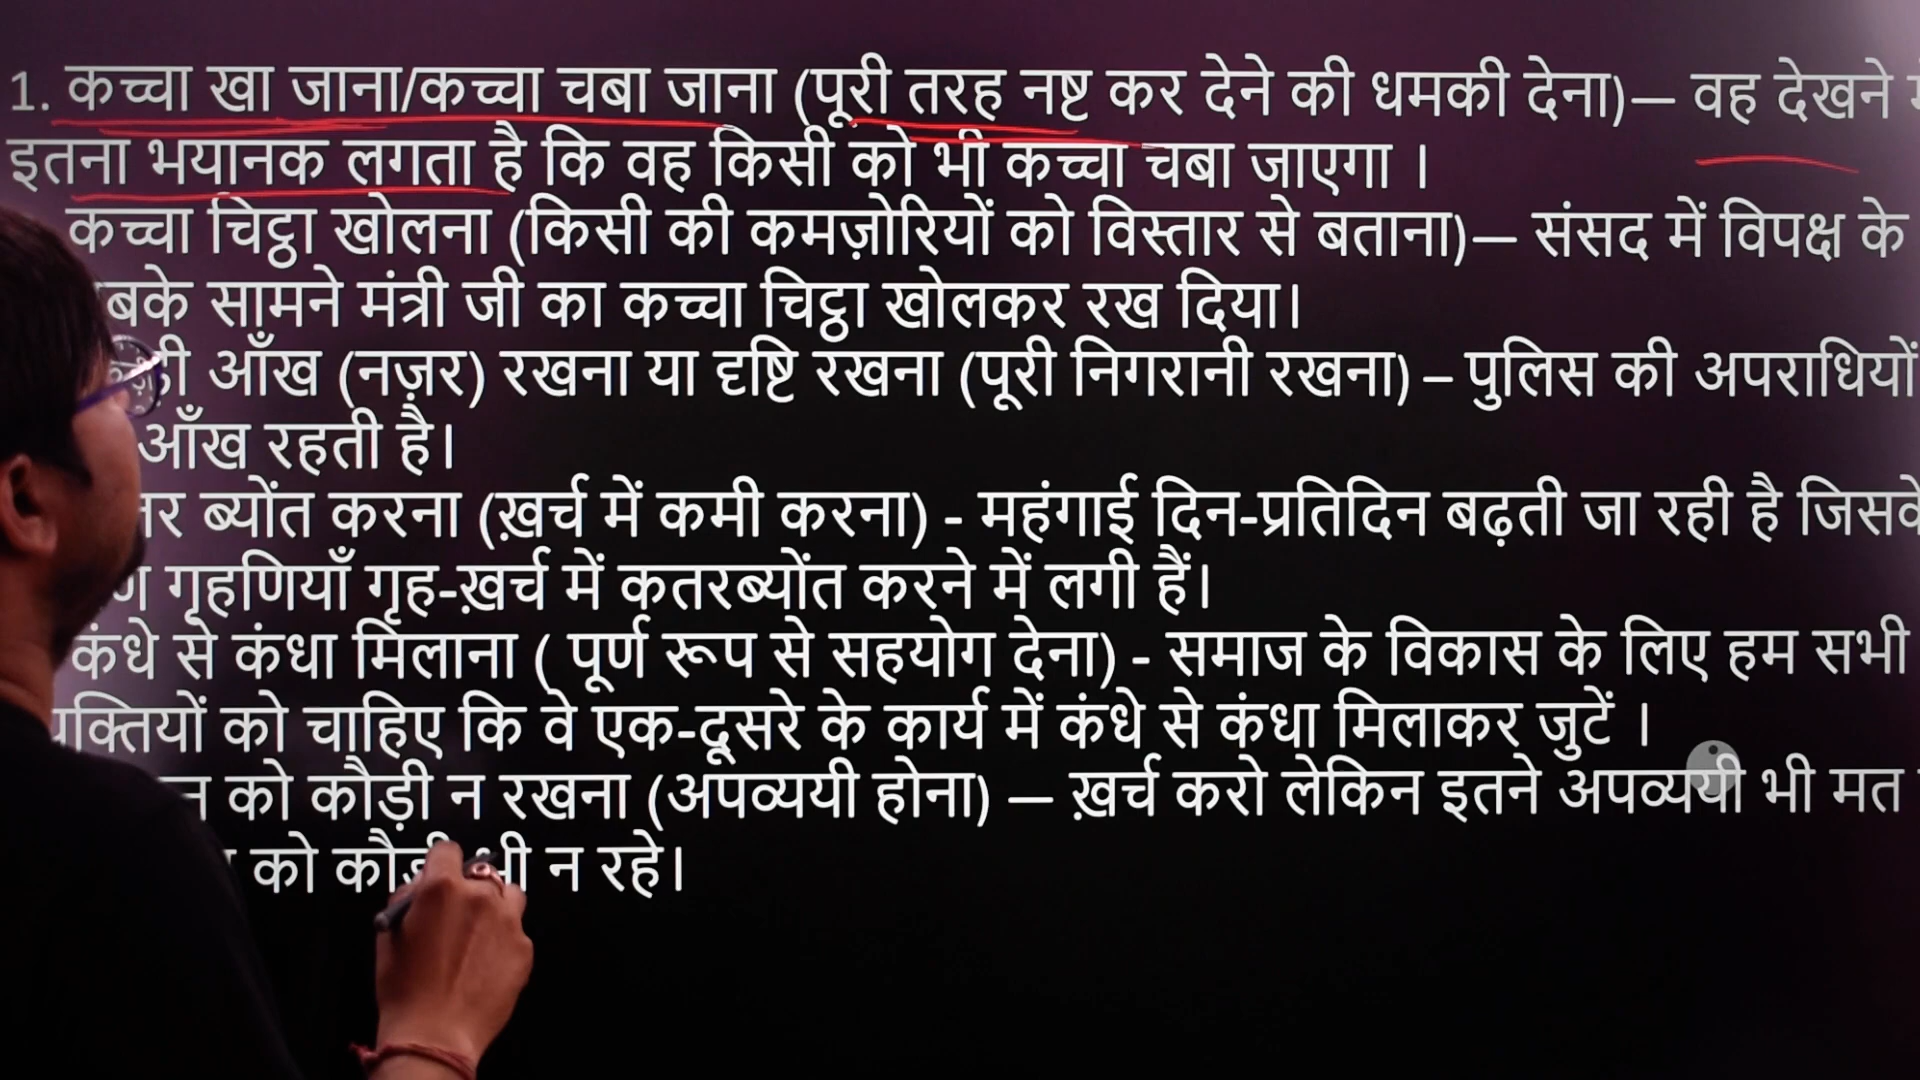 1. कच्चा खा जाना/कच्चा चबा जाना (पूरी तरह नष्ट कर देने की धमकी देना)— वह देखने
इतना भयानक लगता है कि वह किसी को भी कच्चा चबा जाएगा ।
कच्चा चिट्ठा खोलना (किसी की कमज़ोरियों को विस्तार से बताना)— संसद में विपक्ष के
सामने मंत्री जी का कच्चा चिट्ठा खोलकर रख दिया।
आँख (नज़र) रखना या दृष्टि रखना (पूरी निगरानी रखना) – पुलिस की अपराधियों
आँख रहती है।
ब्योंत करना (ख़र्च में कमी करना) - महंगाई दिन-प्रतिदिन बढ़ती जा रही है
गृहणियाँ गृह-ख़र्च में कतरब्योंत करने में लगी हैं।
कंधे से कंधा मिलाना ( पूर्ण रूप से सहयोग देना) - समाज के विकास के लिए हम सभी
को चाहिए कि वे एक-दूसरे के कार्य में कंधे से कंधा मिलाकर जुटें ।
को कौड़ी न रखना (अपव्ययी होना) — ख़र्च करो लेकिन इतने अपव्ययी भी मत
को न रहे।